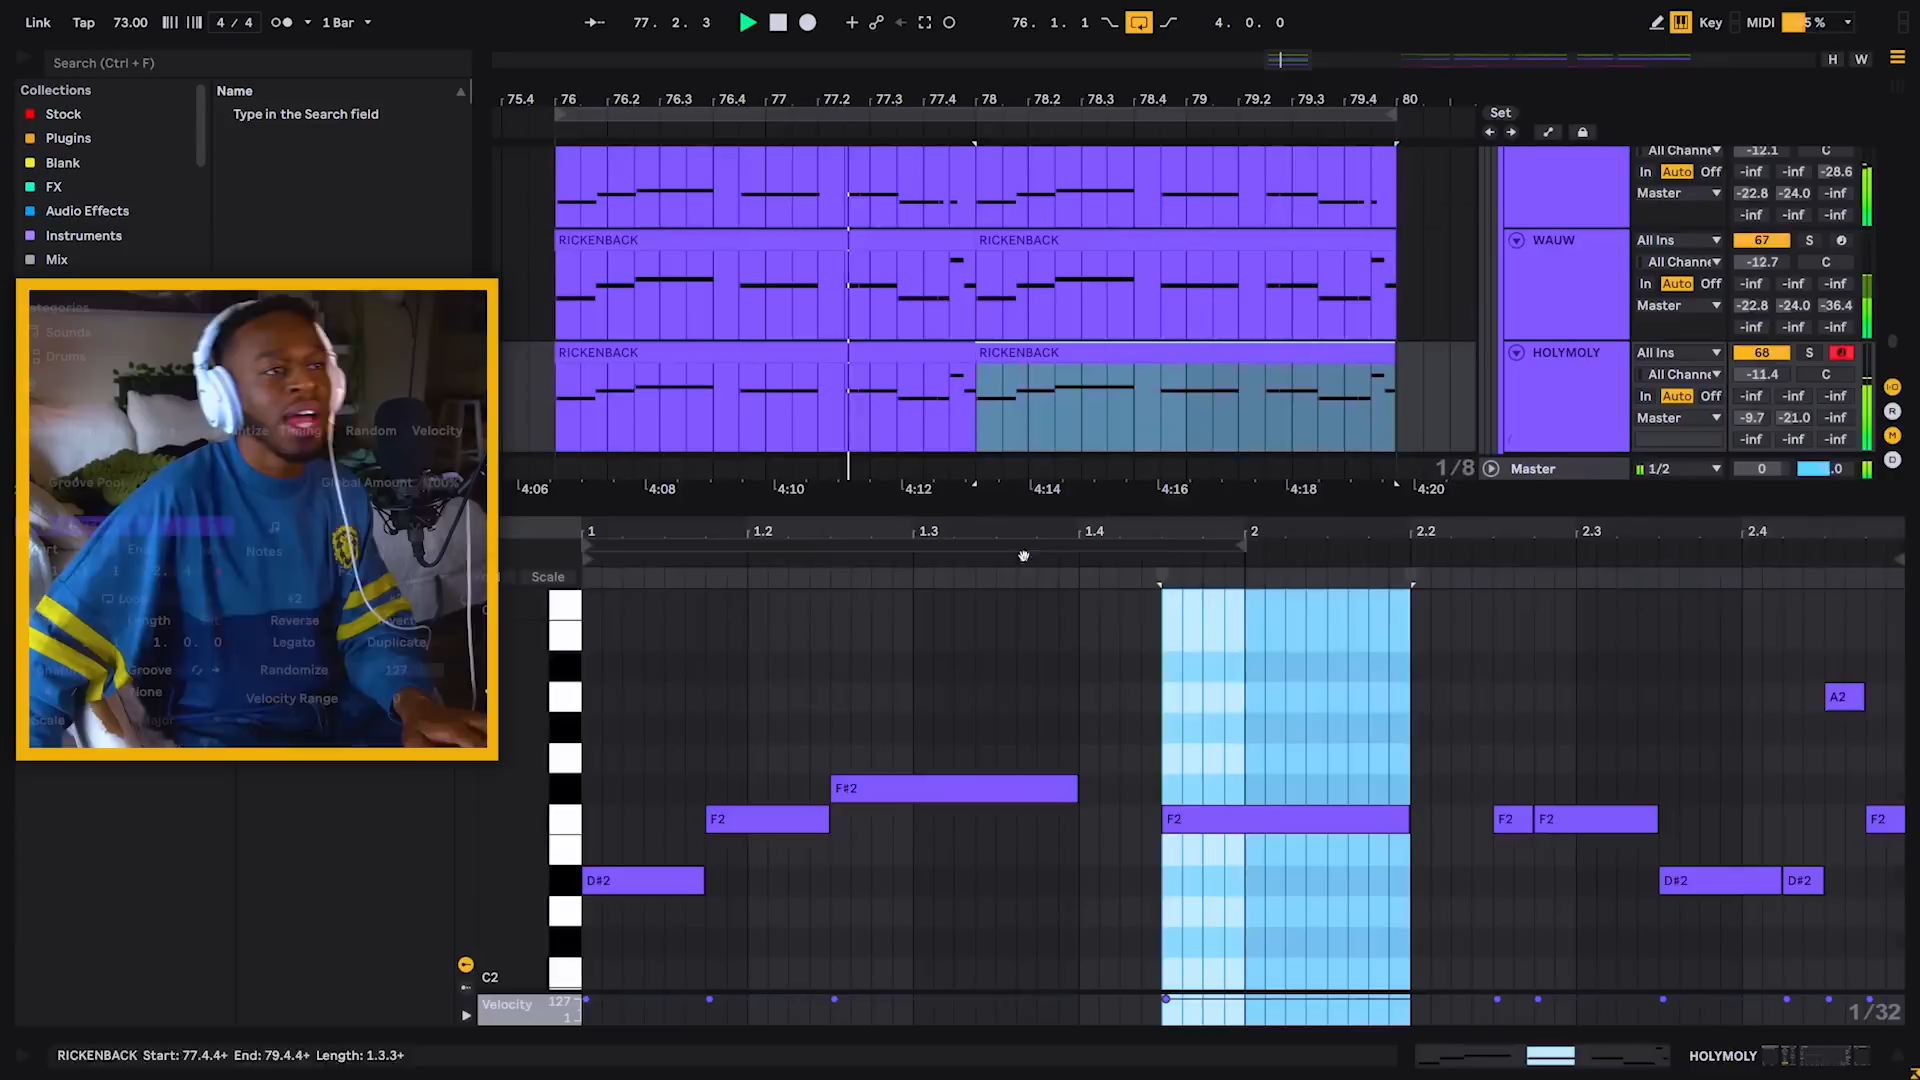 Link Tap 73.00 4 / 4 1 Bar 77. 2. 3 76. 1. 1 4. 0. 0 Key MIDI 5 %
Search (Ctrl + F) H W
Collections Name
Type in the Search field
Stock
Plugins
Blank
FX
Audio Effects
Instruments
Mix
Categories
Sounds
Drums
75.4 76 76.2 76.3 76.4 77 77.2 77.3 77.4 78 78.2 78.3 78.4 79 79.2 79.3 79.4 80
Set
All Channe -12.1 C
In Auto Off -inf -inf -28.6
Master -22.8 -24.0 -inf
-inf -inf
RICKENBACK RICKENBACK WAUW All Ins 67 S
All Channe -12.7 C
In Auto Off -inf -inf -inf
Master -22.8 -24.0 -36.4
-inf -inf
RICKENBACK RICKENBACK HOLYMOLY All Ins 68 S
All Channe -11.4 C
In Auto Off -inf -inf -inf
Master -9.7 -21.0 -inf
-inf -inf
1/8 Master 1/2 0 .0
I-O
R
M
D
4:06 4:08 4:10 4:12 4:14 4:16 4:18 4:20
Timing Random Velocity
Groove Pool Global Amount 100%
Notes
Reverse
Length
1. 0. 0 Legato Duplicate
Groove Randomize 127
None Velocity Range 0
Scale Major
1 1.2 1.3 1.4 2 2.2 2.3 2.4
Scale
A2
F#2
F2 F2 F2 F2 F2
D#2 D#2 D#2
C2
Velocity 127
1
1/32
RICKENBACK Start: 77.4.4+ End: 79.4.4+ Length: 1.3.3+ HOLYMOLY